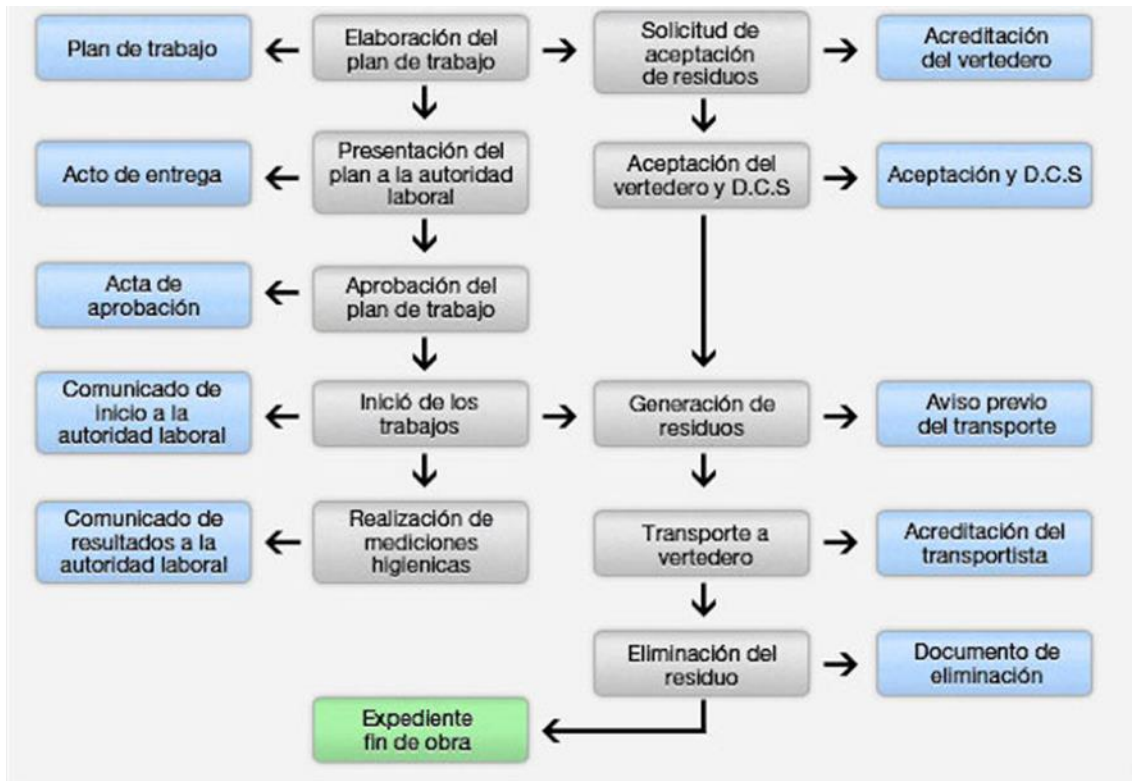 Plan de trabajo
Elaboración del
plan de trabajo
Solicitud de
aceptación
de residuos
Acreditación
del vertedero
Acto de entrega
Presentación del
plan a la autoridad
laboral
Aceptación del
vertedero y D.C.S
Aceptación y D.C.S
Acta de
aprobación
Aprobación del
plan de trabajo
Comunicado de
inicio a la
autoridad laboral
Inició de los
trabajos
Generación de
residuos
Aviso previo
del transporte
Comunicado de
resultados a la
autoridad laboral
Realización de
mediciones
higienicas
Transporte a
vertedero
Acreditación del
transportista
Eliminación del
residuo
Documento de
eliminación
Expediente
fin de obra